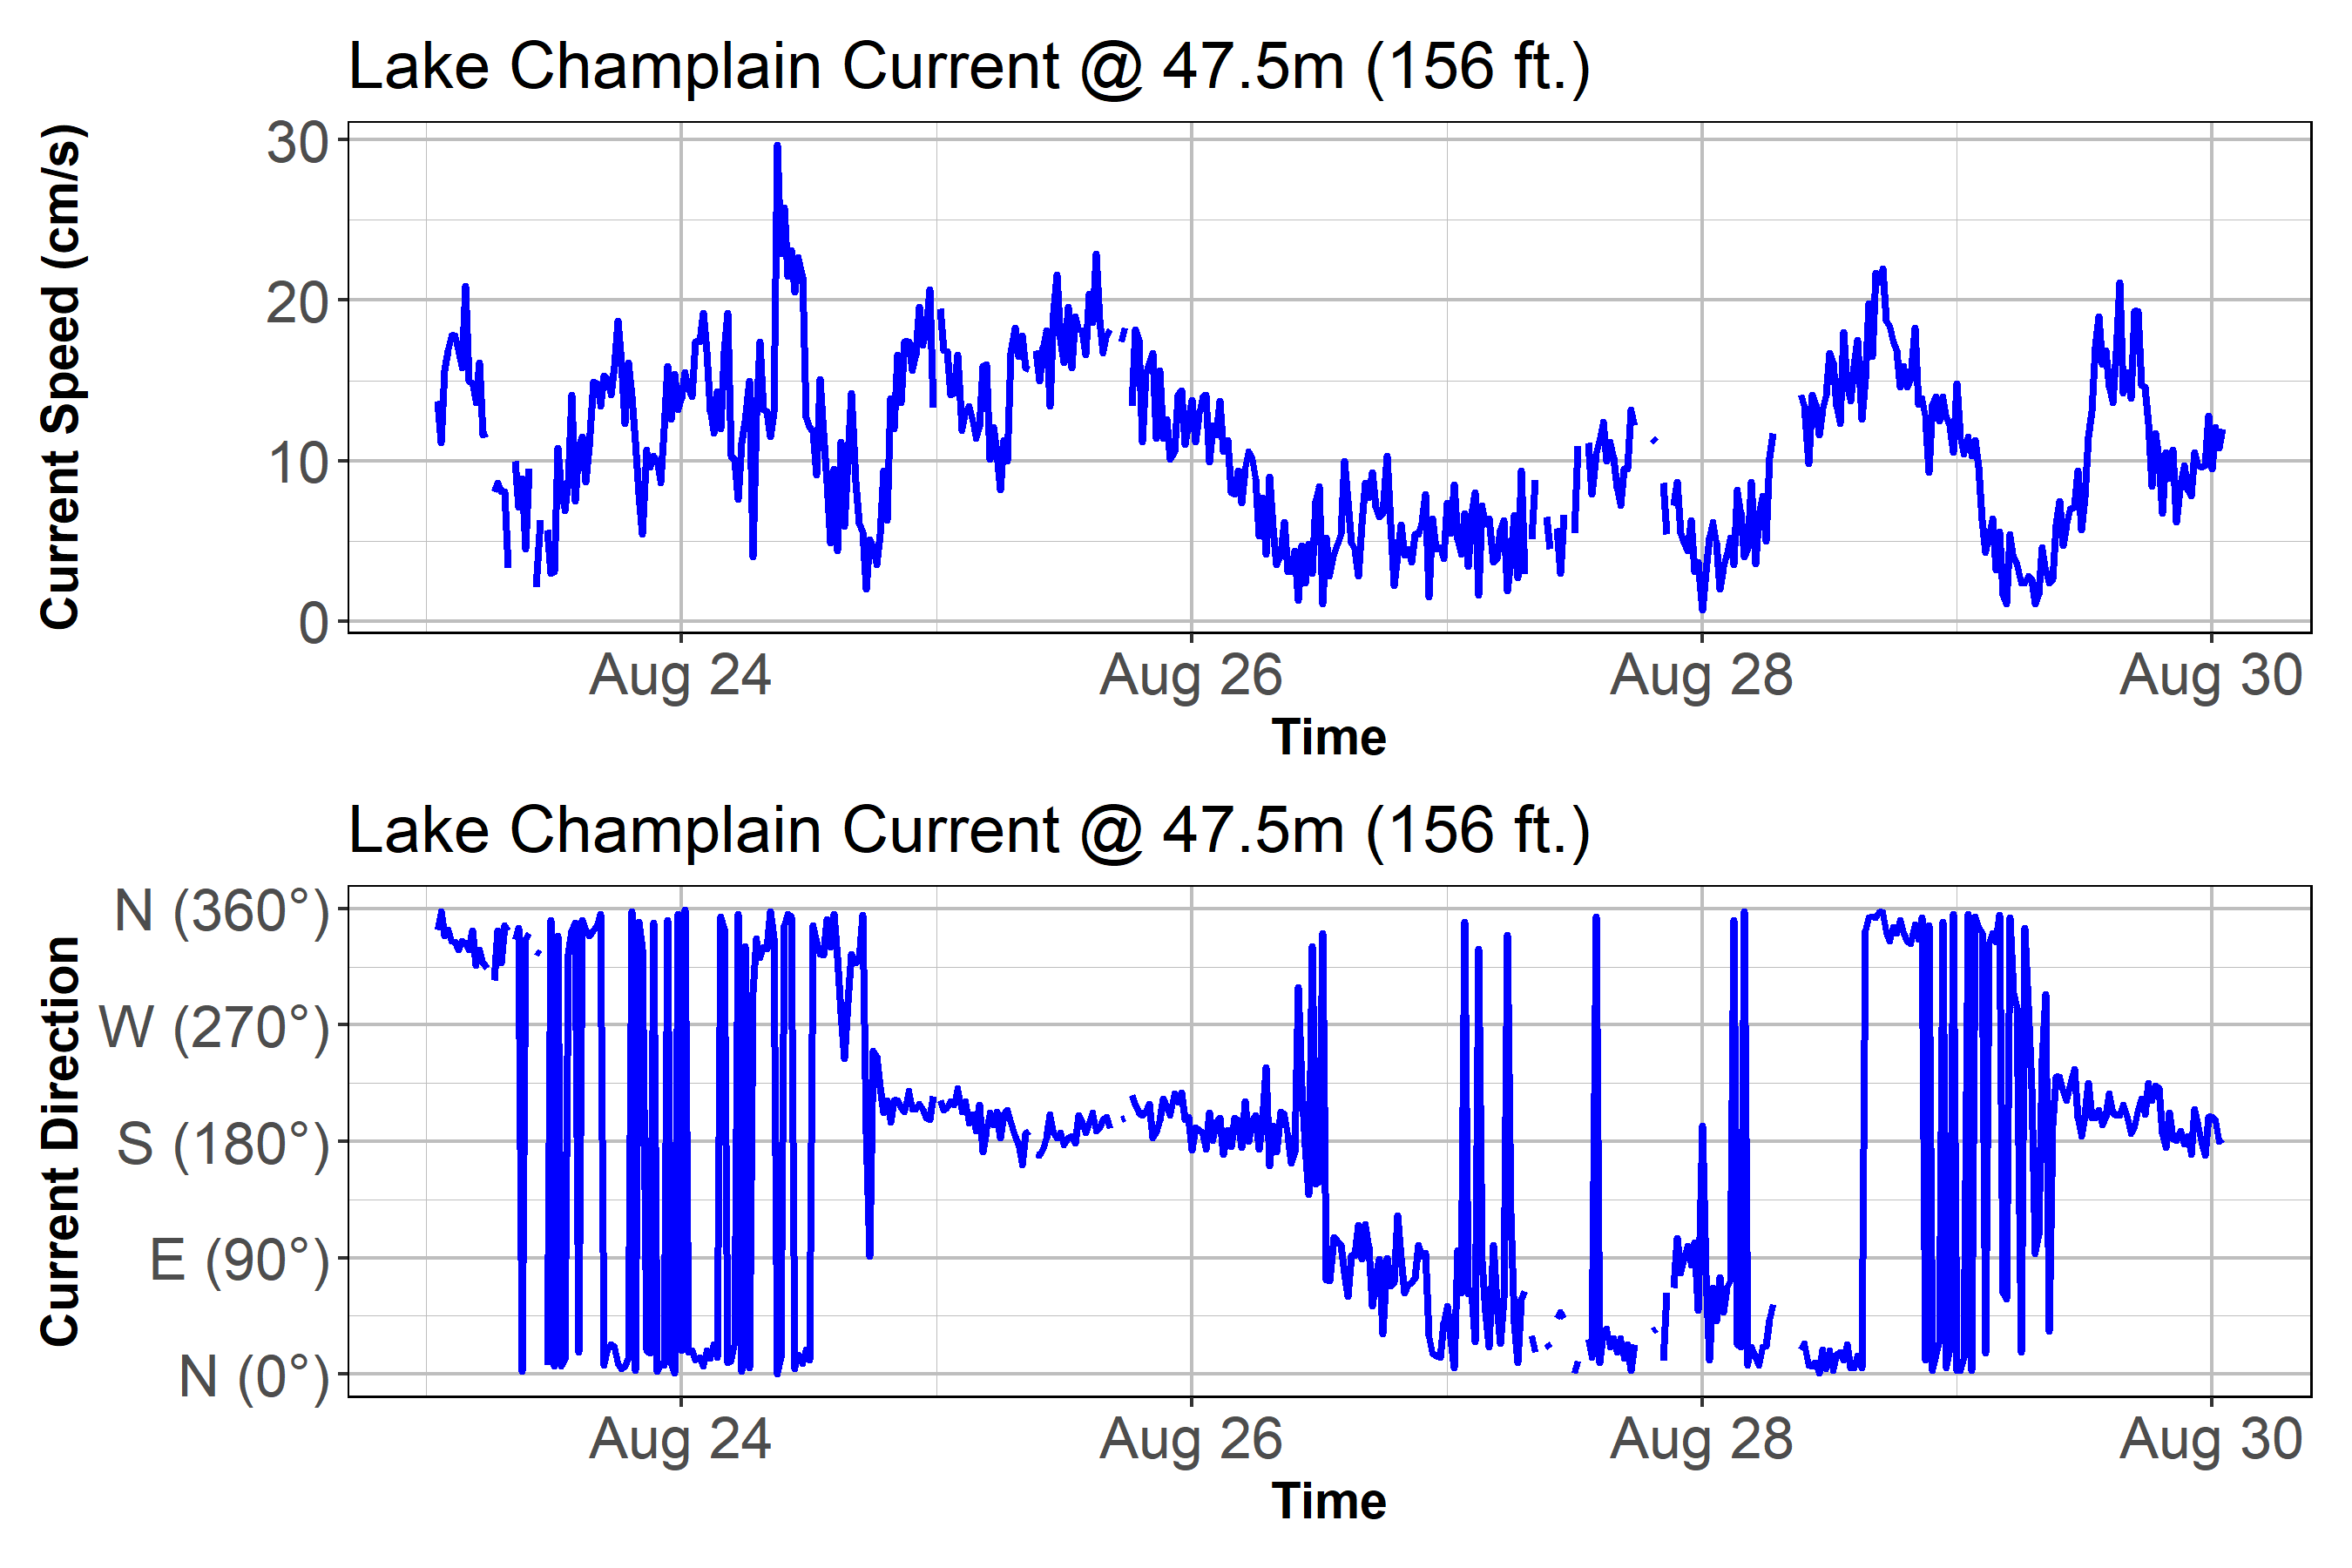 Lake Champlain Current @ 47.5m (156 ft.)
Current Speed (cm/s)
30
20
10
0
Aug 24 Aug 26 Aug 28 Aug 30
Time
Lake Champlain Current @ 47.5m (156 ft.)
Current Direction
N (360°)
W (270°)
S (180°)
E (90°)
N (0°)
Aug 24 Aug 26 Aug 28 Aug 30
Time